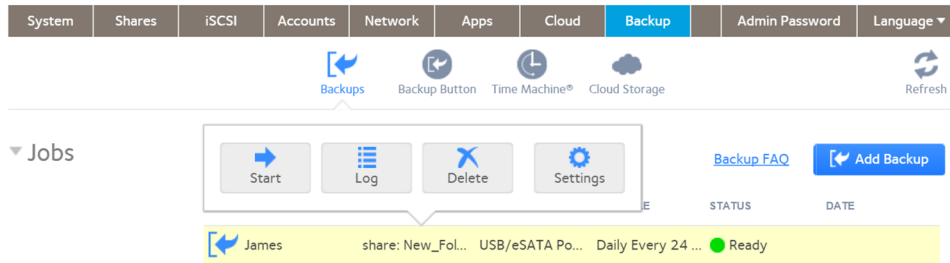 System Shares iSCSI Accounts Network Apps Cloud Backup Admin Password Language
Backups Backup Button Time Machine® Cloud Storage Refresh
Jobs
Start Log Delete Settings
Backup FAQ Add Backup
STATUS DATE
James share: New_Fol... USB/eSATA Po... Daily Every 24 ... Ready